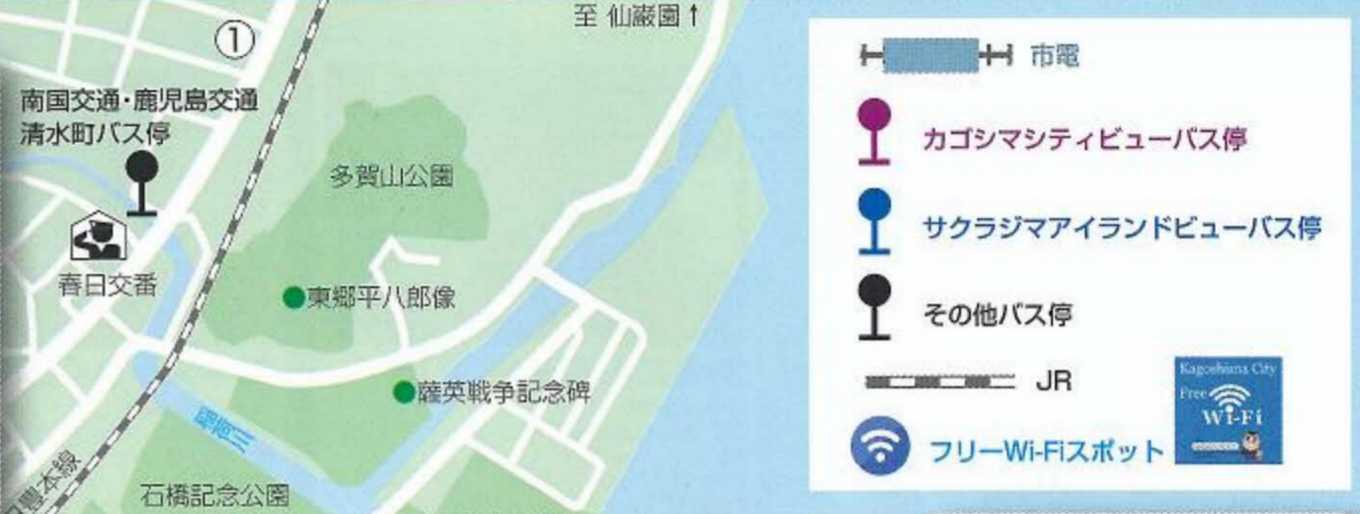 至 仙巌園↑
①
南国交通・鹿児島交通
清水町バス停
多賀山公園
春日交番
東郷平八郎像
薩英戦争記念碑
石橋記念公園
豊本線
市電
カゴシマシティビューバス停
サクラジマアイランドビューバス停
その他バス停
JR
フリーWi-Fiスポット
Kagoshima City
Free
Wi-Fi